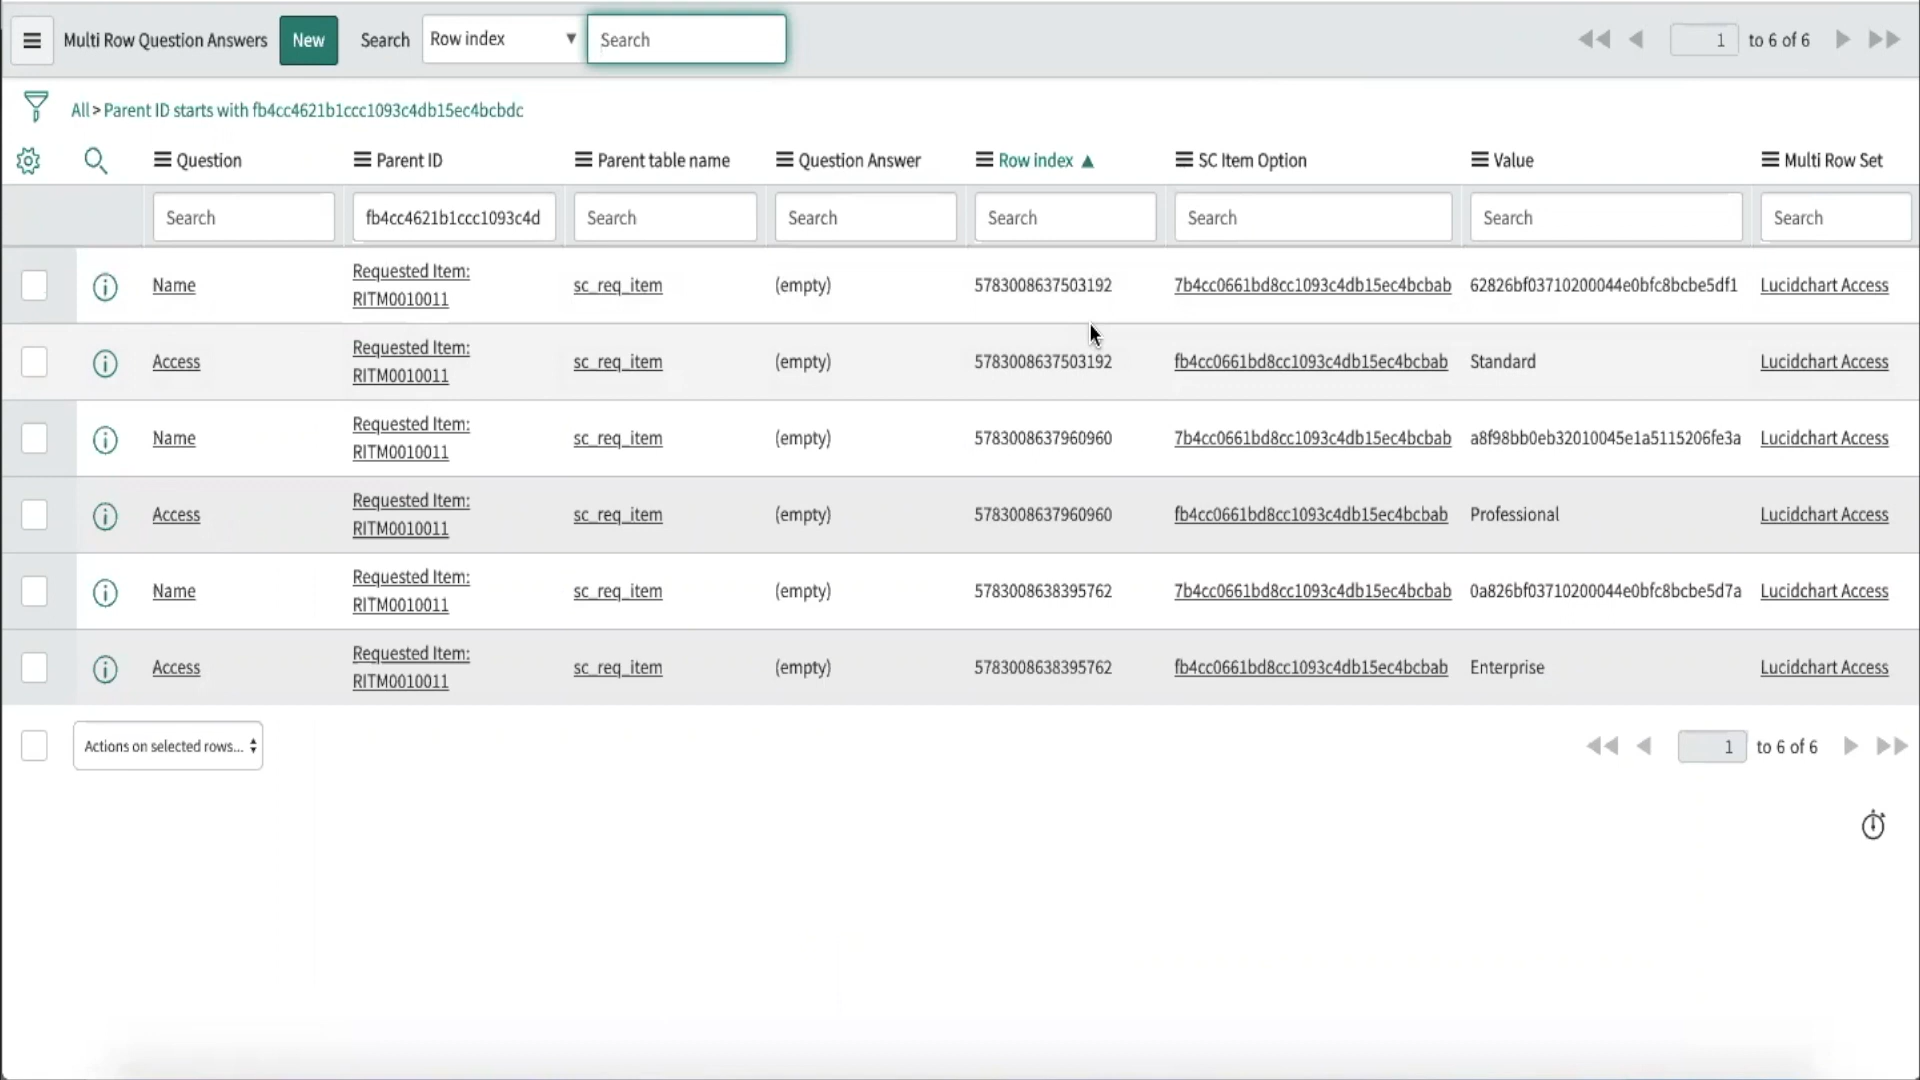 Multi Row Question Answers New Search Row index Search 1 to 6 of 6
All > Parent ID starts with fb4cc4621b1ccc1093c4db15ec4bcbdc
Question Parent ID Parent table name Question Answer Row index SC Item Option Value Multi Row Set
Search fb4cc4621b1ccc1093c4d Search Search Search Search Search Search
Name Requested Item: RITM0010011 sc_req_item (empty) 5783008637503192 7b4cc0661bd8cc1093c4db15ec4bcbab 62826bf03710200044e0bfc8bcbe5df1 Lucidchart Access
Access Requested Item: RITM0010011 sc_req_item (empty) 5783008637503192 fb4cc0661bd8cc1093c4db15ec4bcbab Standard Lucidchart Access
Name Requested Item: RITM0010011 sc_req_item (empty) 5783008637960960 7b4cc0661bd8cc1093c4db15ec4bcbab a8f98bb0eb32010045e1a5115206fe3a Lucidchart Access
Access Requested Item: RITM0010011 sc_req_item (empty) 5783008637960960 fb4cc0661bd8cc1093c4db15ec4bcbab Professional Lucidchart Access
Name Requested Item: RITM0010011 sc_req_item (empty) 5783008638395762 7b4cc0661bd8cc1093c4db15ec4bcbab 0a826bf03710200044e0bfc8bcbe5d7a Lucidchart Access
Access Requested Item: RITM0010011 sc_req_item (empty) 5783008638395762 fb4cc0661bd8cc1093c4db15ec4bcbab Enterprise Lucidchart Access
Actions on selected rows... 1 to 6 of 6